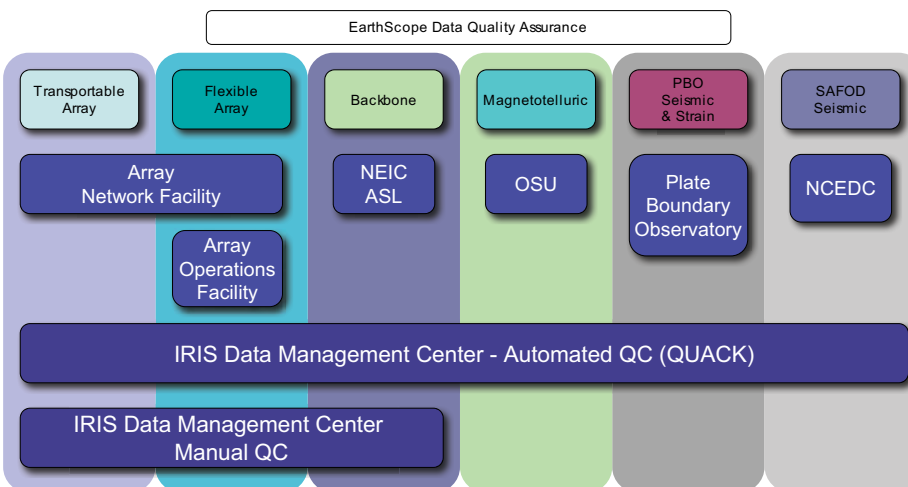 EarthScope Data Quality Assurance
Transportable
Array
Flexible
Array
Backbone
Magnetotelluric
PBO
Seismic
& Strain
SAFOD
Seismic
Array
Network Facility
NEIC
ASL
OSU
Plate
Boundary
Observatory
NCEDC
Array
Operations
Facility
IRIS Data Management Center - Automated QC (QUACK)
IRIS Data Management Center
Manual QC